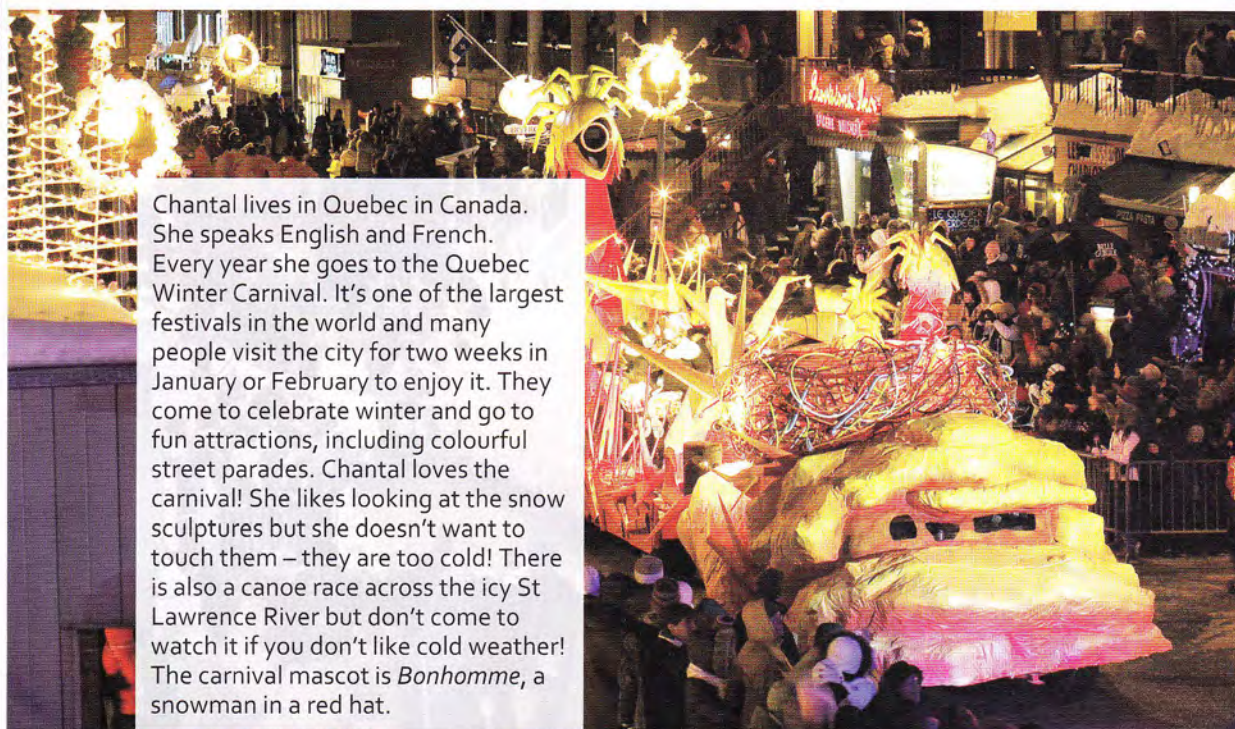 Chantal lives in Quebec in Canada.
She speaks English and French.
Every year she goes to the Quebec
Winter Carnival. It's one of the largest
festivals in the world and many
people visit the city for two weeks in
January or February to enjoy it. They
come to celebrate winter and go to
fun attractions, including colourful
street parades. Chantal loves the
carnival! She likes looking at the snow
sculptures but she doesn't want to
touch them – they are too cold! There
is also a canoe race across the icy St
Lawrence River but don't come to
watch it if you don't like cold weather!
The carnival mascot is Bonhomme, a
snowman in a red hat.
LE GLACIER
PIZZA PASTA